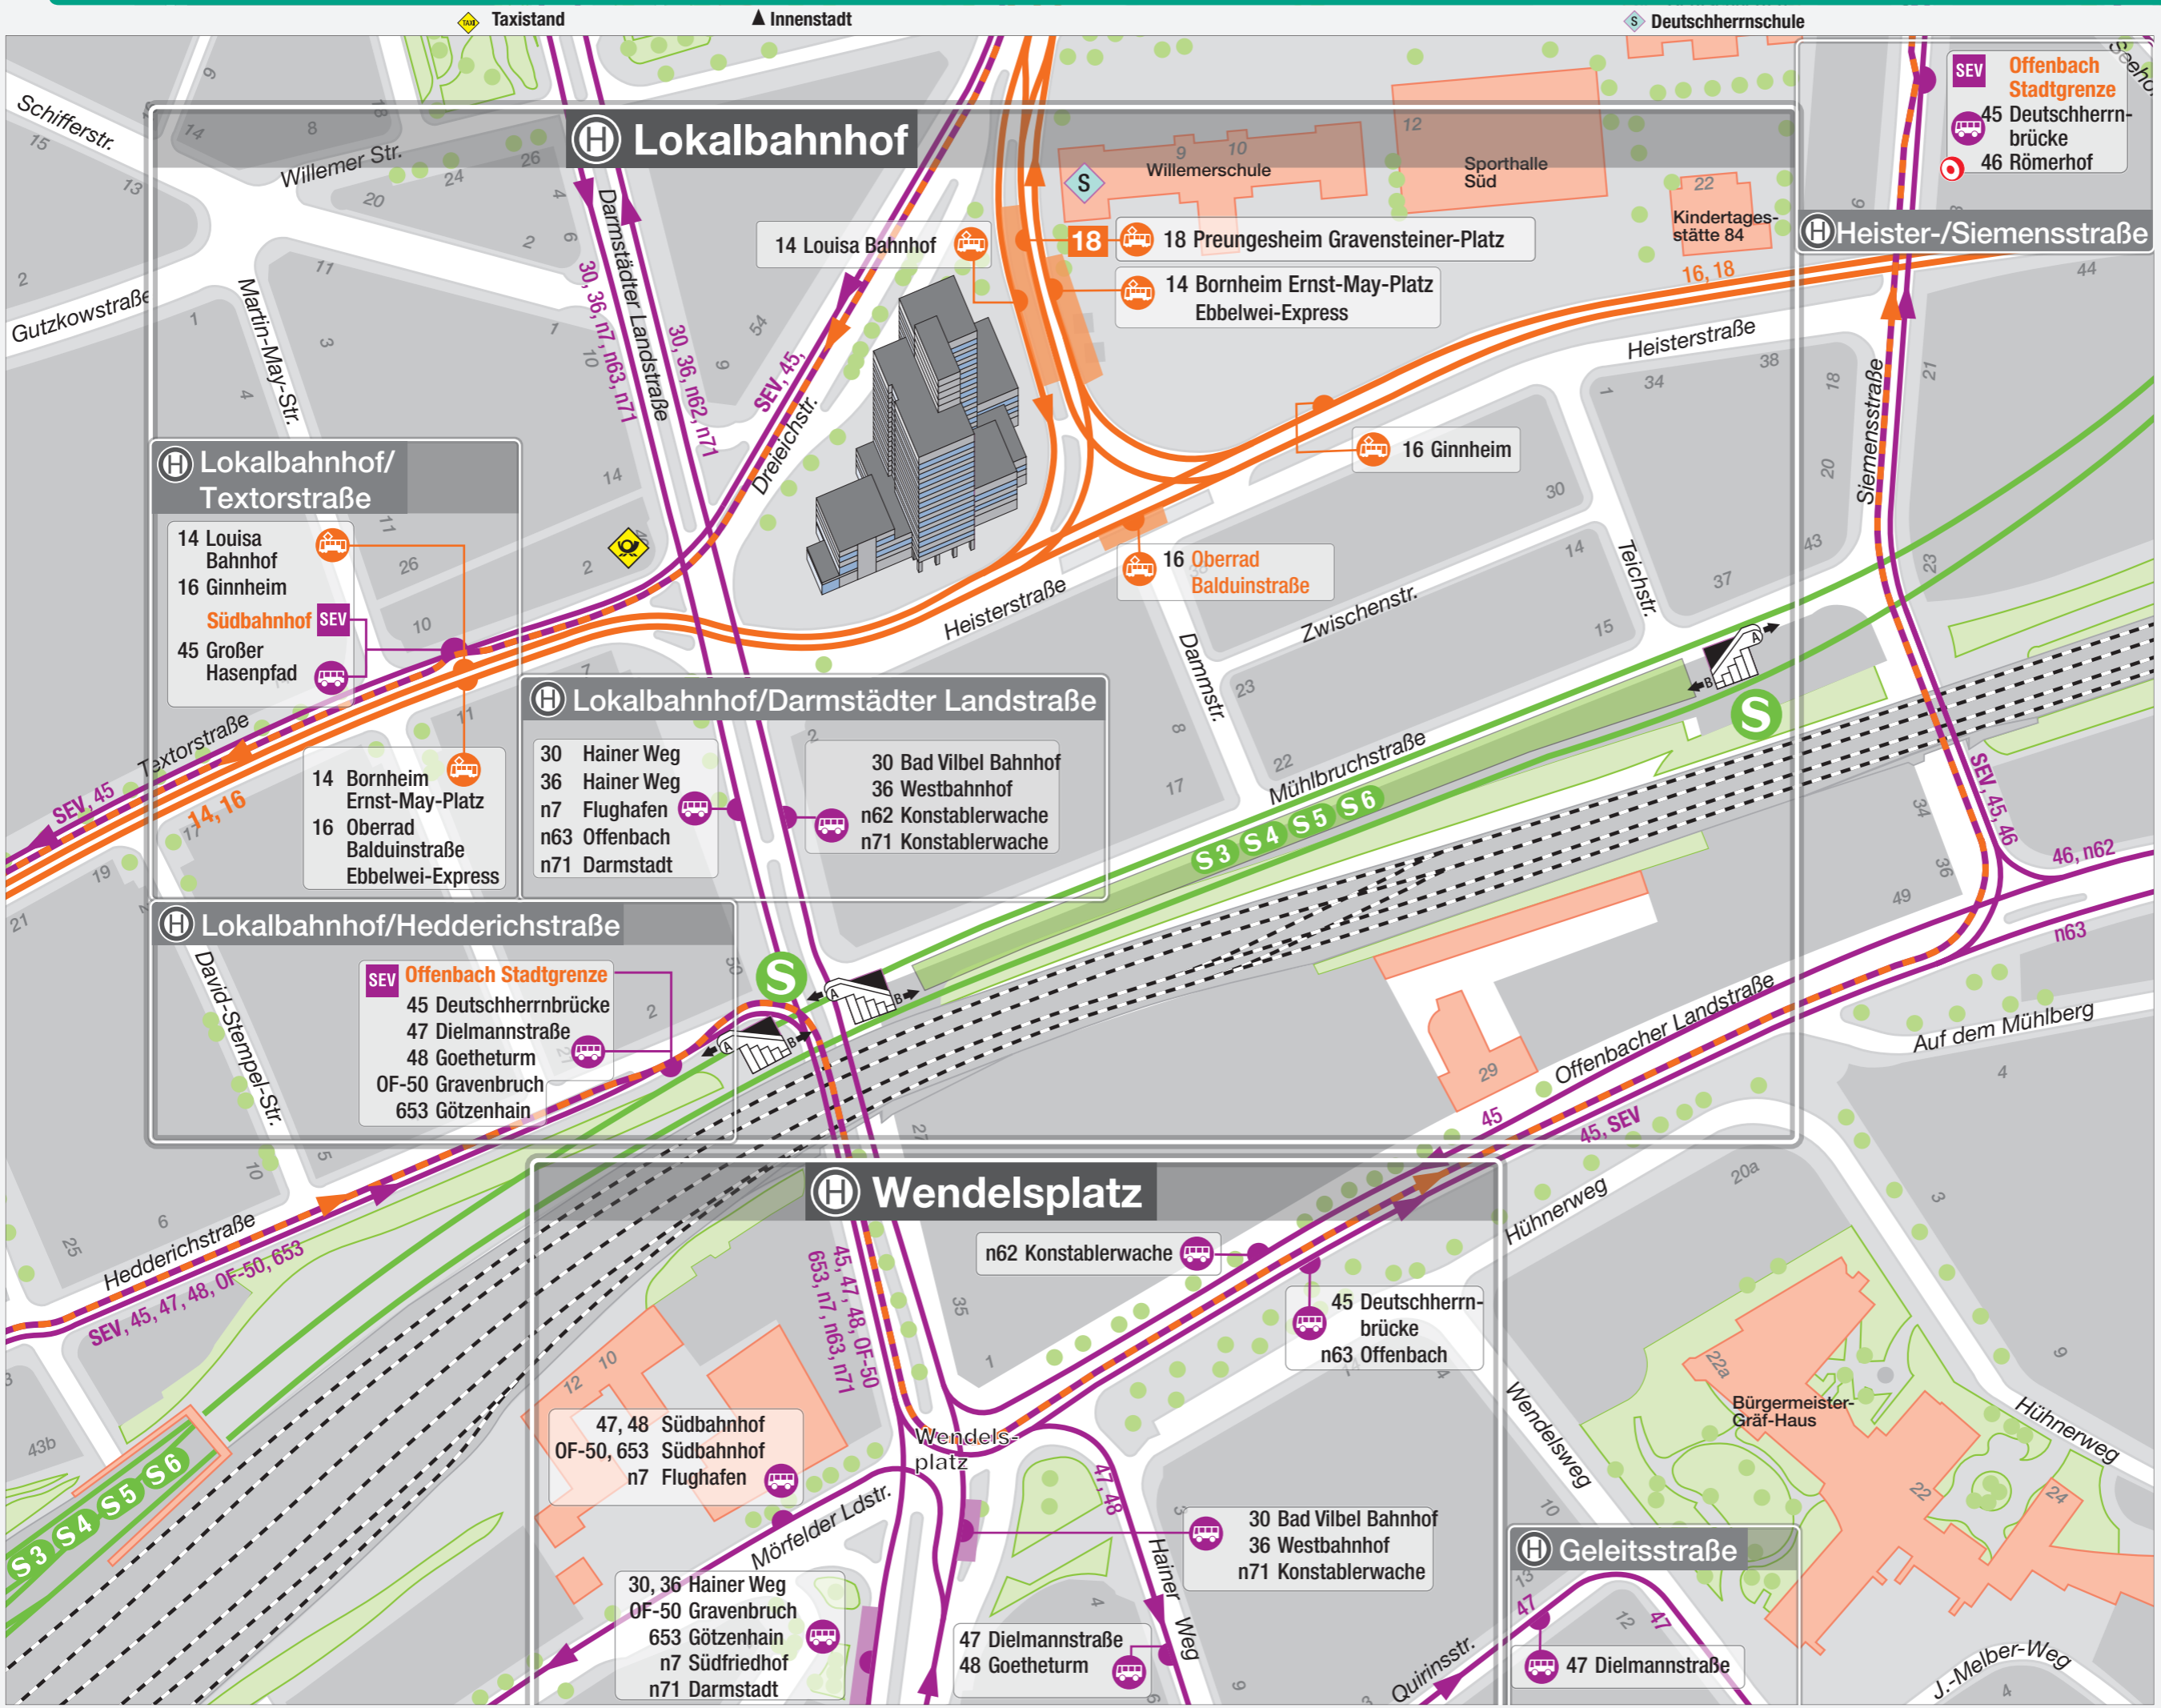 Taxistand
Innenstadt
S Deutschherrnschule
Schifferstr.
Willemer Str.
Gutzkowstraße
Martin-May-Str.
Darmstädter Landstraße
30, 36, n7, n63, n71
30, 36, n62, n71
SEV, 45,
Dreieichstr.
H Lokalbahnhof
14 Louisa Bahnhof
18
18 Preungesheim Gravensteiner-Platz
14 Bornheim Ernst-May-Platz
Ebbelwei-Express
S
Willemerschule
Sporthalle
Süd
Kindertages-
stätte 84
16, 18
SEV Offenbach
Stadtgrenze
45 Deutschherrn-
brücke
46 Römerhof
H Heister-/Siemensstraße
Heisterstraße
Siemensstraße
16 Ginnheim
16 Oberrad
Balduinstraße
Heisterstraße
Zwischenstr.
Teichstr.
Dammstr.
Mühlbruchstraße
S3 S4 S5 S6
S
H Lokalbahnhof/
Textorstraße
14 Louisa
Bahnhof
16 Ginnheim
Südbahnhof SEV
45 Großer
Hasenpfad
Textorstraße
SEV, 45
14, 16
14 Bornheim
Ernst-May-Platz
16 Oberrad
Balduinstraße
Ebbelwei-Express
H Lokalbahnhof/Darmstädter Landstraße
30 Hainer Weg
36 Hainer Weg
n7 Flughafen
n63 Offenbach
n71 Darmstadt
30 Bad Vilbel Bahnhof
36 Westbahnhof
n62 Konstablerwache
n71 Konstablerwache
H Lokalbahnhof/Hedderichstraße
SEV Offenbach Stadtgrenze
45 Deutschherrnbrücke
47 Dielmannstraße
48 Goetheturm
OF-50 Gravenbruch
653 Götzenhain
S
A
B
David-Stempel-Str.
Hedderichstraße
SEV, 45, 47, 48, OF-50, 653
S3 S4 S5 S6
SEV, 45, 46
46, n62
n63
Offenbacher Landstraße
Auf dem Mühlberg
45
45, SEV
Hühnerweg
H Wendelsplatz
n62 Konstablerwache
45 Deutschherrn-
brücke
n63 Offenbach
45, 47, 48, OF-50
653, n7, n63, n71
47, 48 Südbahnhof
OF-50, 653 Südbahnhof
n7 Flughafen
Wendels-
platz
Mörfelder Ldstr.
47, 48
Hainer Weg
30 Bad Vilbel Bahnhof
36 Westbahnhof
n71 Konstablerwache
30, 36 Hainer Weg
OF-50 Gravenbruch
653 Götzenhain
n7 Südfriedhof
n71 Darmstadt
47 Dielmannstraße
48 Goetheturm
Wendelsweg
Bürgermeister-
Gräf-Haus
Hühnerweg
H Geleitsstraße
47
47
47 Dielmannstraße
Quirinsstr.
J.-Melber-Weg